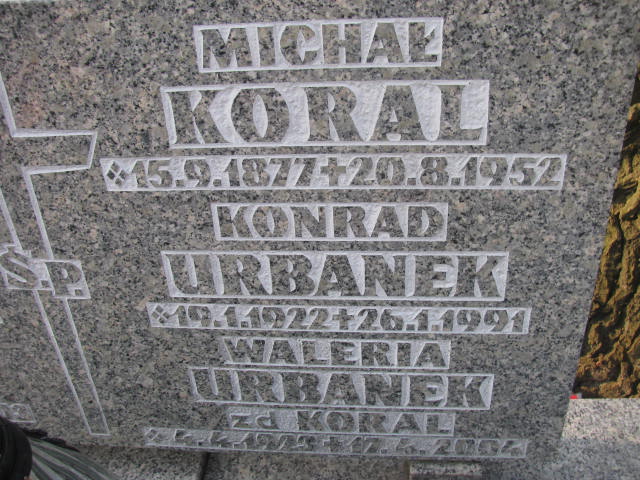 MICHAŁ
KORAL
15.9.1877+20.8.1952
KONRAD
URBANEK
Ś.P.
19.1.1922+26.1.1991
WALERIA
URBANEK
zd KORAL